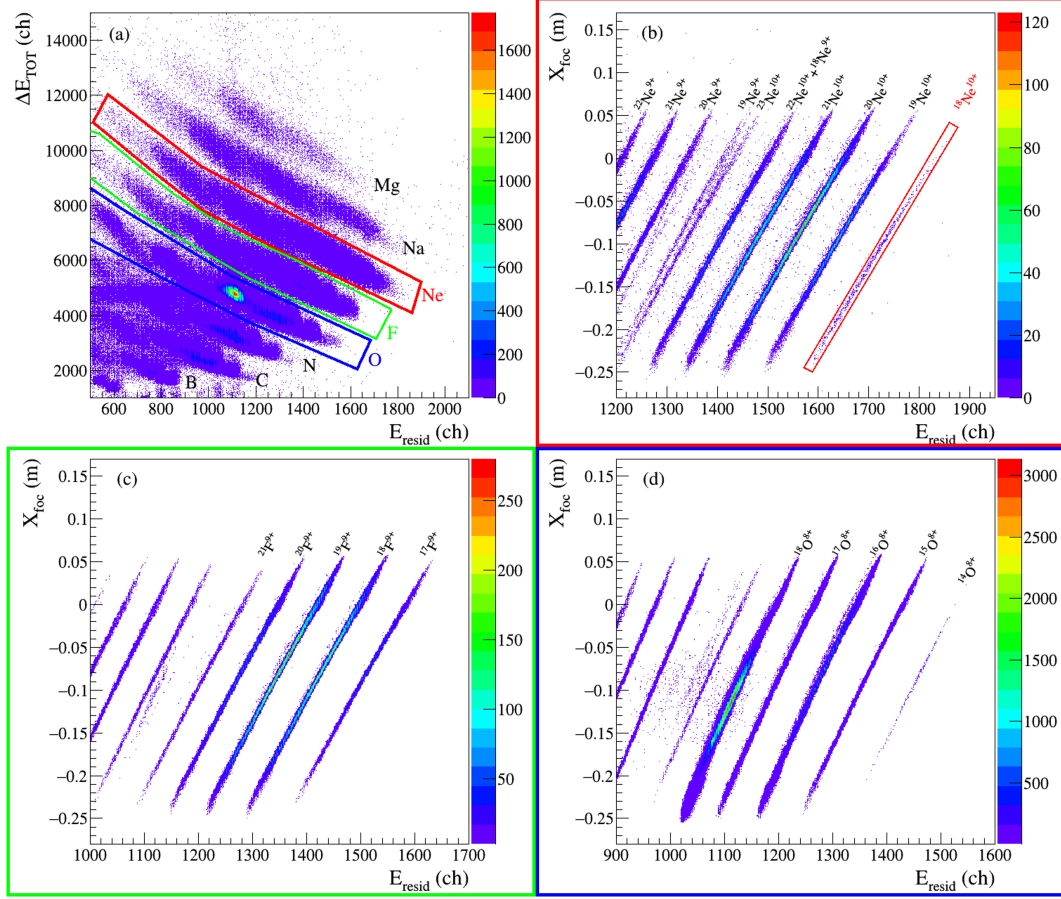 (a)
ΔE_TOT (ch)
14000
12000
10000
8000
6000
4000
2000
600 800 1000 1200 1400 1600 1800 2000
E_resid (ch)
Mg
Na
Ne
F
O
N
C
B
1600
1400
1200
1000
800
600
400
200
0
(b)
X_foc (m)
0.15
0.1
0.05
0
−0.05
−0.1
−0.15
−0.2
−0.25
1200 1300 1400 1500 1600 1700 1800 1900
E_resid (ch)
²²Ne⁹⁺
²¹Ne⁹⁺
²⁰Ne⁹⁺
¹⁹Ne⁹⁺
²³Ne¹⁰⁺
²²Ne¹⁰⁺ + ¹⁸Ne⁹⁺
²¹Ne¹⁰⁺
²⁰Ne¹⁰⁺
¹⁹Ne¹⁰⁺
¹⁸Ne¹⁰⁺
120
100
80
60
40
20
0
(c)
X_foc (m)
0.15
0.1
0.05
0
−0.05
−0.1
−0.15
−0.2
−0.25
1000 1100 1200 1300 1400 1500 1600 1700
E_resid (ch)
²¹F⁹⁺
²⁰F⁹⁺
¹⁹F⁹⁺
¹⁸F⁹⁺
¹⁷F⁹⁺
250
200
150
100
50
(d)
X_foc (m)
0.15
0.1
0.05
0
−0.05
−0.1
−0.15
−0.2
−0.25
900 1000 1100 1200 1300 1400 1500 1600
E_resid (ch)
¹⁸O⁸⁺
¹⁷O⁸⁺
¹⁶O⁸⁺
¹⁵O⁸⁺
¹⁴O⁸⁺
3000
2500
2000
1500
1000
500